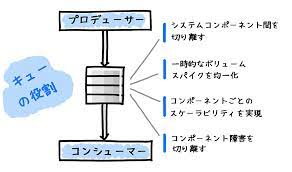 プロデューサー
キュー
の役割
コンシューマー
システムコンポーネント間を
切り離す
一時的なボリューム
スパイクを均一化
コンポーネントごとの
スケーラビリティを実現
コンポーネント障害を
切り離す